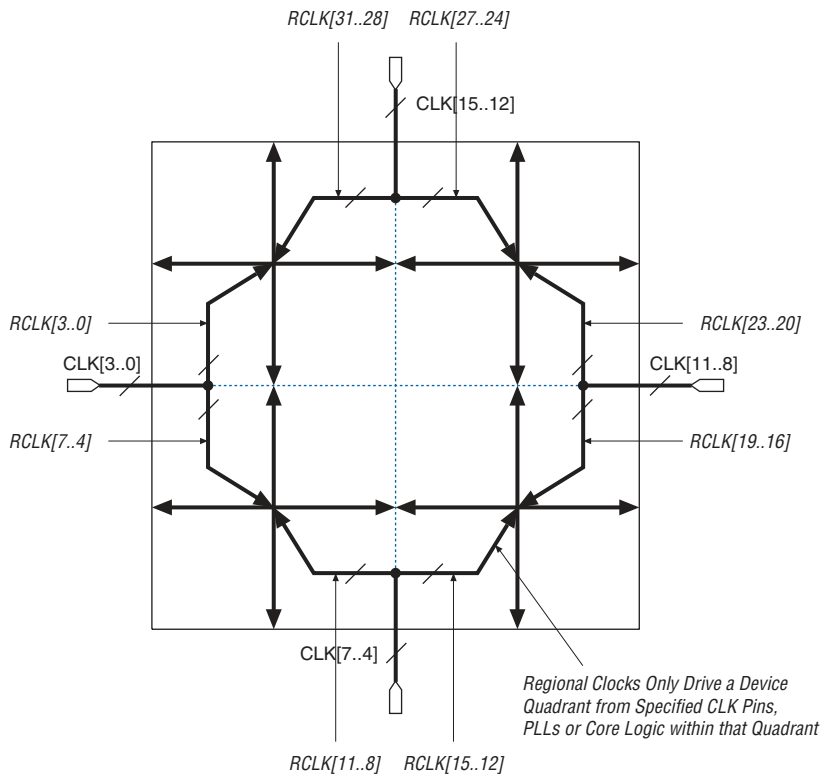 RCLK[31..28] RCLK[27..24]
CLK[15..12]
RCLK[3..0] RCLK[23..20]
CLK[3..0] CLK[11..8]
RCLK[7..4] RCLK[19..16]
CLK[7..4]
Regional Clocks Only Drive a Device
Quadrant from Specified CLK Pins,
PLLs or Core Logic within that Quadrant
RCLK[11..8] RCLK[15..12]